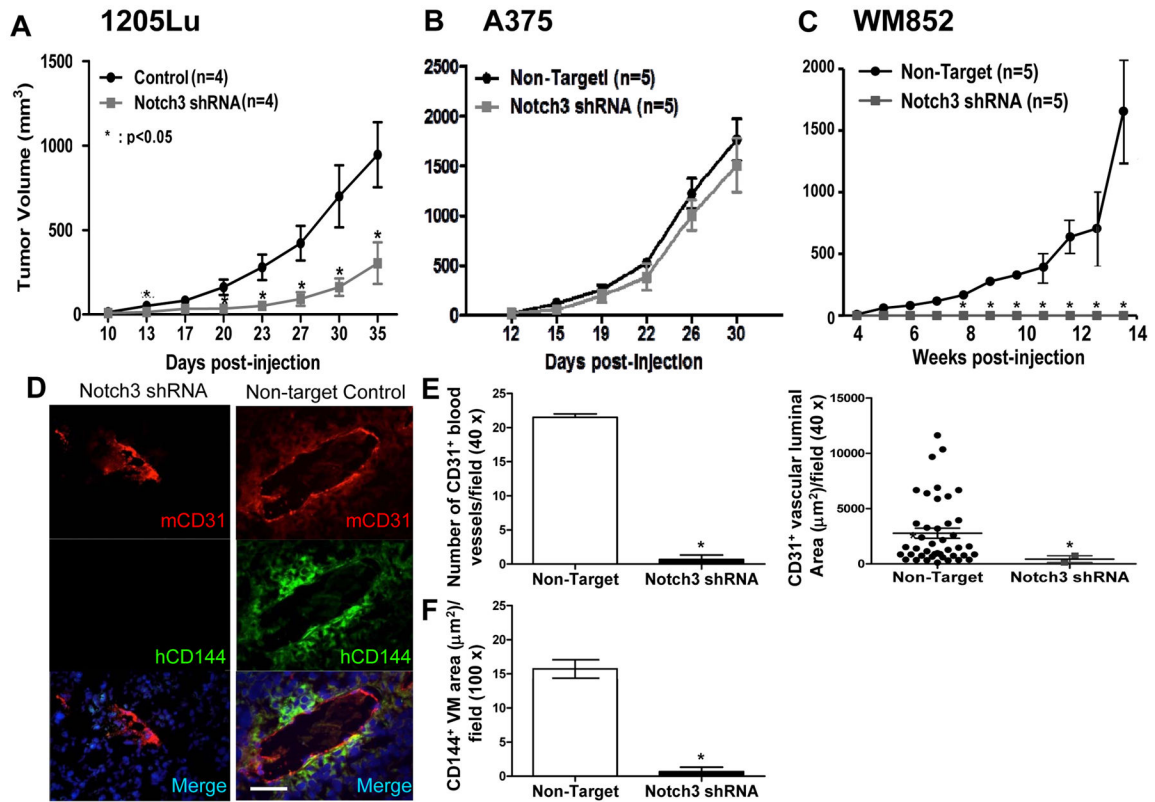 A 1205Lu
Tumor Volume (mm3)
1500
1000
500
0
Control (n=4)
Notch3 shRNA (n=4)
* : p<0.05
*
* * * * *
10 13 17 20 23 27 30 35
Days post-injection
B A375
2500
2000
1500
1000
500
0
Non-Targetl (n=5)
Notch3 shRNA (n=5)
12 15 19 22 26 30
Days post-Injection
C WM852
2000
1500
1000
500
0
Non-Target (n=5)
Notch3 shRNA (n=5)
* * * * * * *
4 6 8 10 12 14
Weeks post-injection
D
Notch3 shRNA
Non-target Control
mCD31
mCD31
hCD144
hCD144
Merge
Merge
E
Number of CD31+ blood
vessels/field (40 x)
25
20
15
10
5
0
*
Non-Target Notch3 shRNA
CD31+ vascular luminal
Area (μm2)/field (40 x)
15000
10000
5000
0
*
Non-Target Notch3 shRNA
F
CD144+ VM area (μm2)/
field (100 x)
25
20
15
10
5
0
*
Non-Target Notch3 shRNA